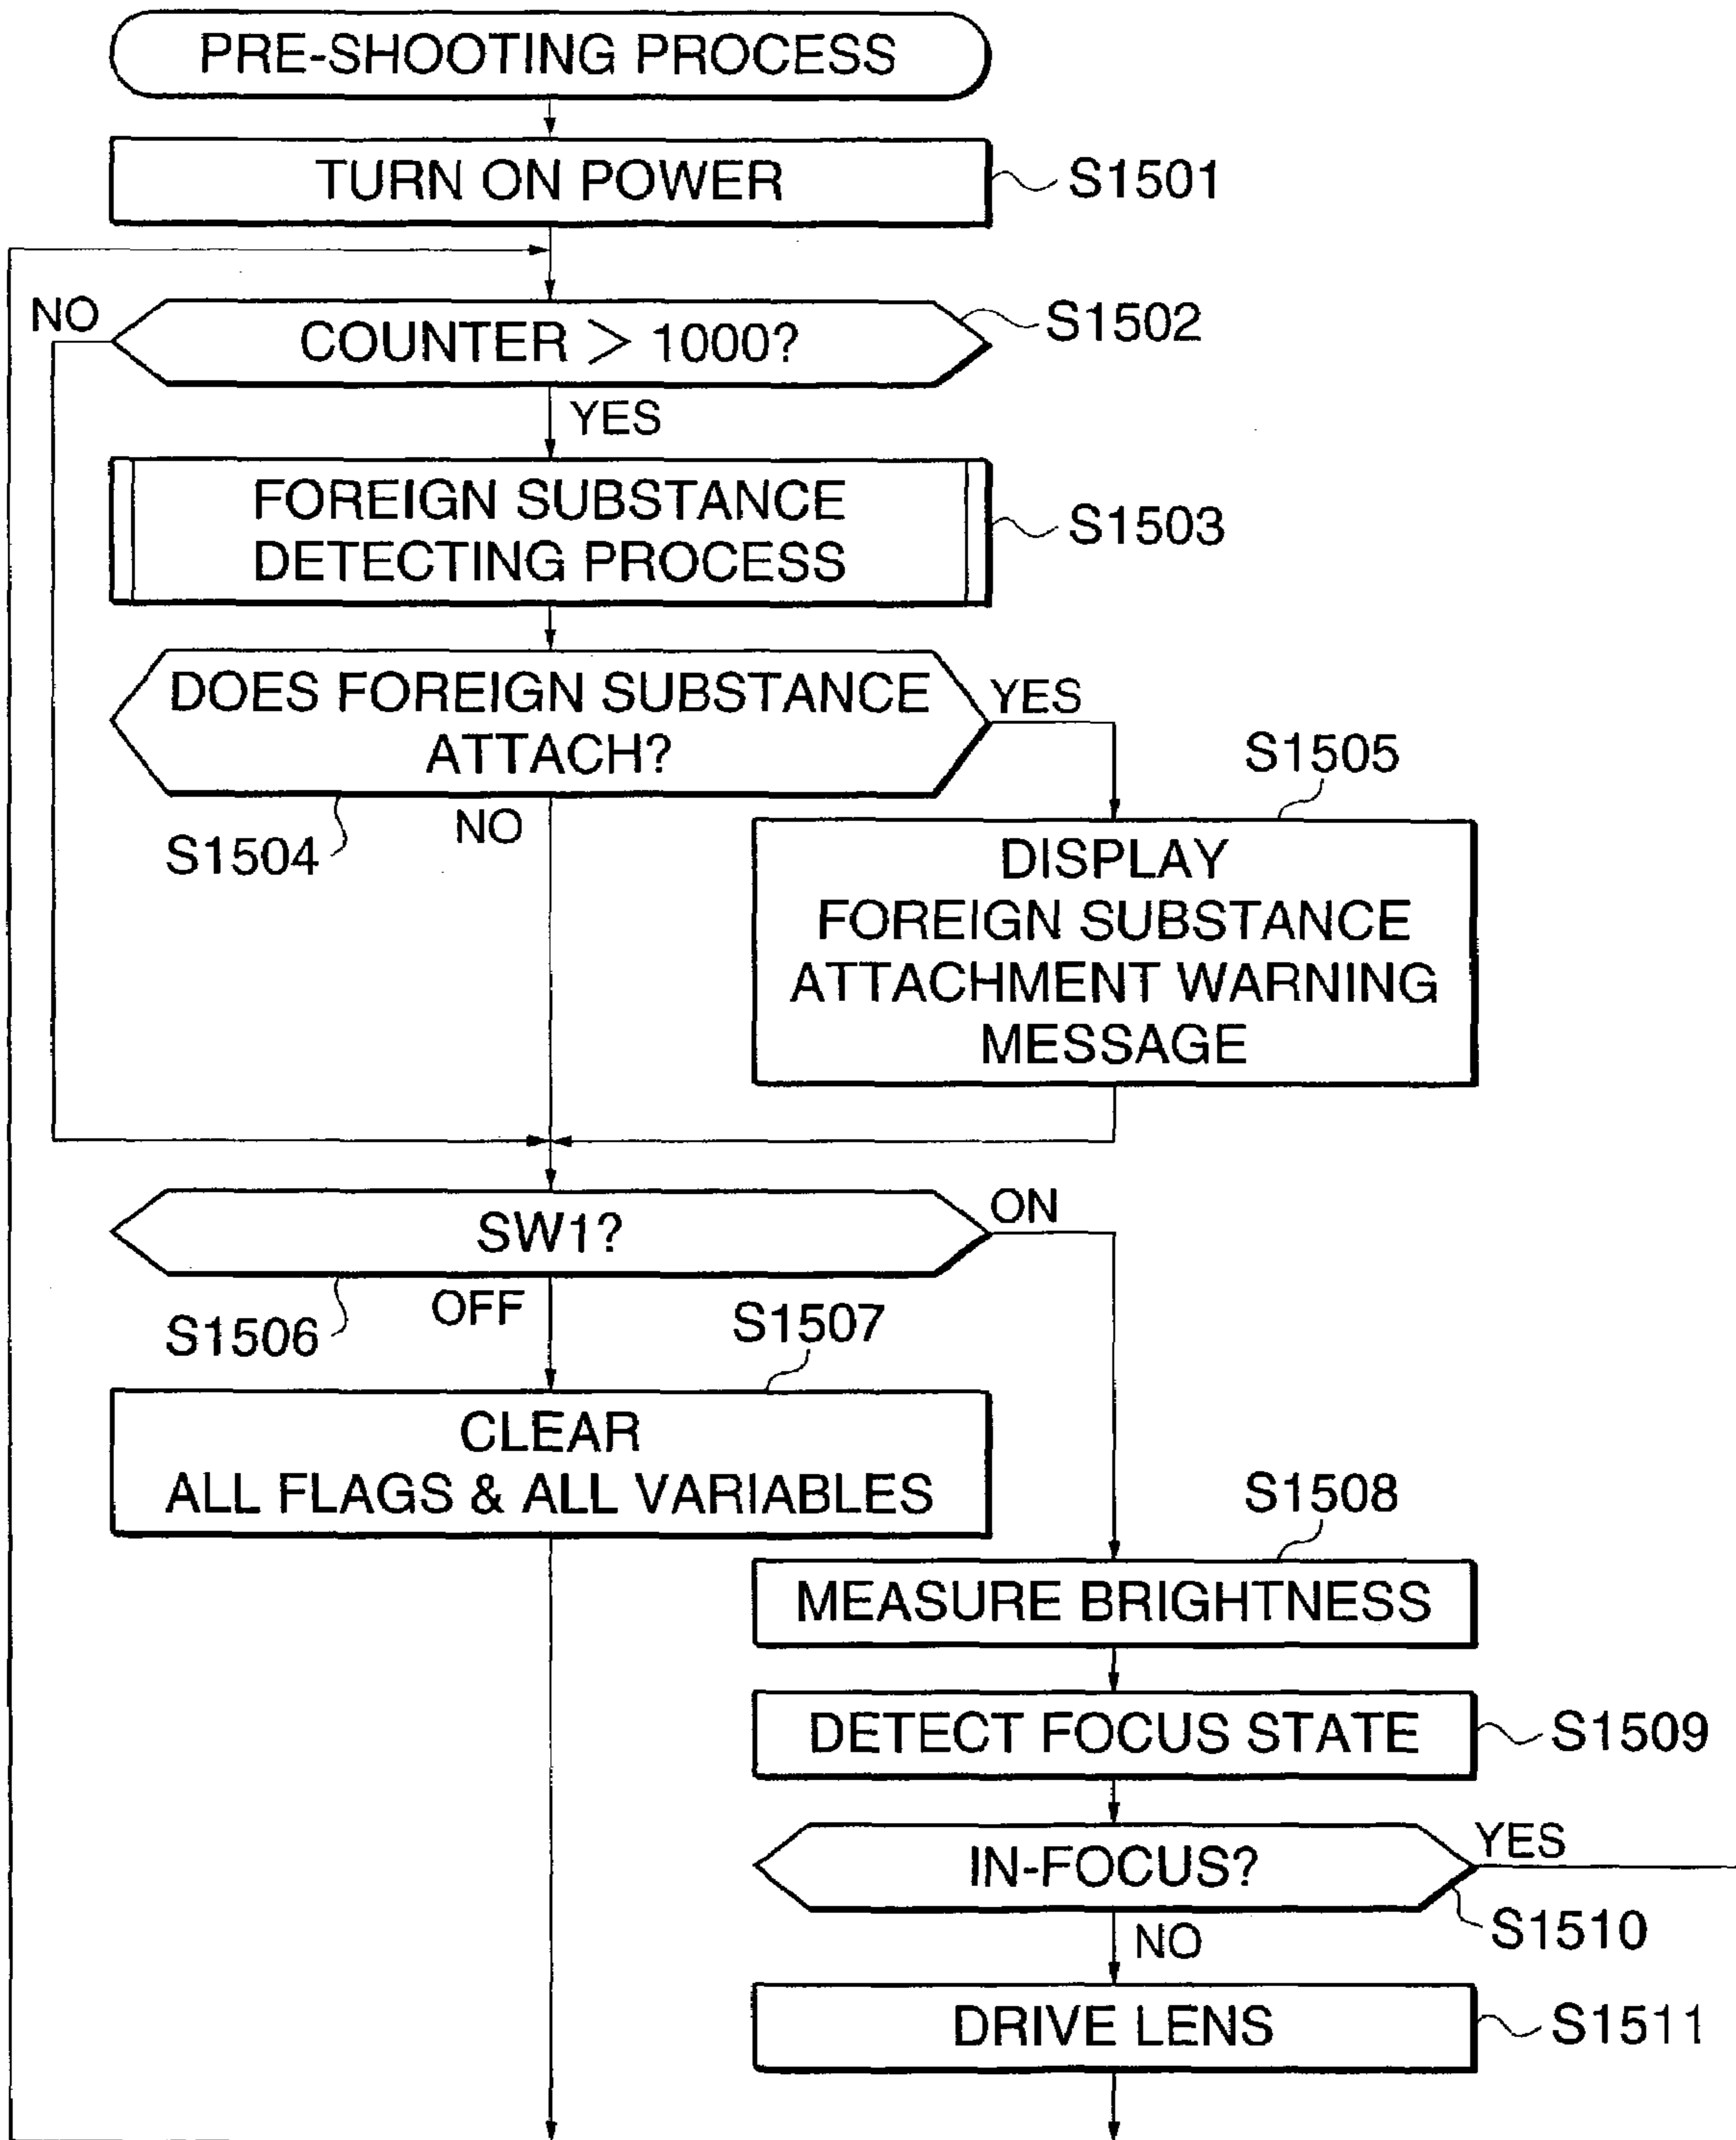 PRE-SHOOTING PROCESS
TURN ON POWER
S1501
NO
COUNTER > 1000?
S1502
YES
FOREIGN SUBSTANCE
DETECTING PROCESS
S1503
DOES FOREIGN SUBSTANCE
ATTACH?
YES
S1504
NO
S1505
DISPLAY
FOREIGN SUBSTANCE
ATTACHMENT WARNING
MESSAGE
SW1?
ON
S1506
OFF
S1507
CLEAR
ALL FLAGS & ALL VARIABLES
S1508
MEASURE BRIGHTNESS
DETECT FOCUS STATE
S1509
IN-FOCUS?
YES
S1510
NO
DRIVE LENS
S1511